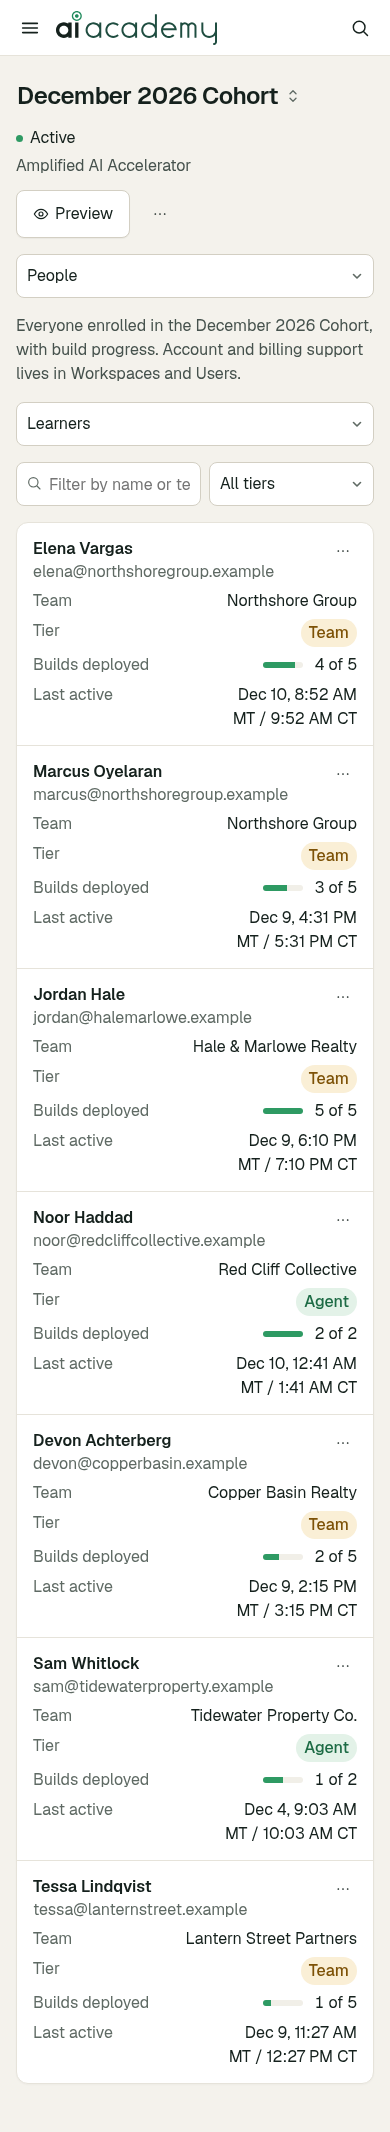 ai academy
December 2026 Cohort
Active
Amplified AI Accelerator
Preview
...
People
Everyone enrolled in the December 2026 Cohort,
with build progress. Account and billing support
lives in Workspaces and Users.
Learners
Filter by name or te
All tiers
Elena Vargas
...
elena@northshoregroup.example
Team Northshore Group
Tier Team
Builds deployed 4 of 5
Last active Dec 10, 8:52 AM
MT / 9:52 AM CT
Marcus Oyelaran
...
marcus@northshoregroup.example
Team Northshore Group
Tier Team
Builds deployed 3 of 5
Last active Dec 9, 4:31 PM
MT / 5:31 PM CT
Jordan Hale
...
jordan@halemarlowe.example
Team Hale & Marlowe Realty
Tier Team
Builds deployed 5 of 5
Last active Dec 9, 6:10 PM
MT / 7:10 PM CT
Noor Haddad
...
noor@redcliffcollective.example
Team Red Cliff Collective
Tier Agent
Builds deployed 2 of 2
Last active Dec 10, 12:41 AM
MT / 1:41 AM CT
Devon Achterberg
...
devon@copperbasin.example
Team Copper Basin Realty
Tier Team
Builds deployed 2 of 5
Last active Dec 9, 2:15 PM
MT / 3:15 PM CT
Sam Whitlock
...
sam@tidewaterproperty.example
Team Tidewater Property Co.
Tier Agent
Builds deployed 1 of 2
Last active Dec 4, 9:03 AM
MT / 10:03 AM CT
Tessa Lindqvist
...
tessa@lanternstreet.example
Team Lantern Street Partners
Tier Team
Builds deployed 1 of 5
Last active Dec 9, 11:27 AM
MT / 12:27 PM CT